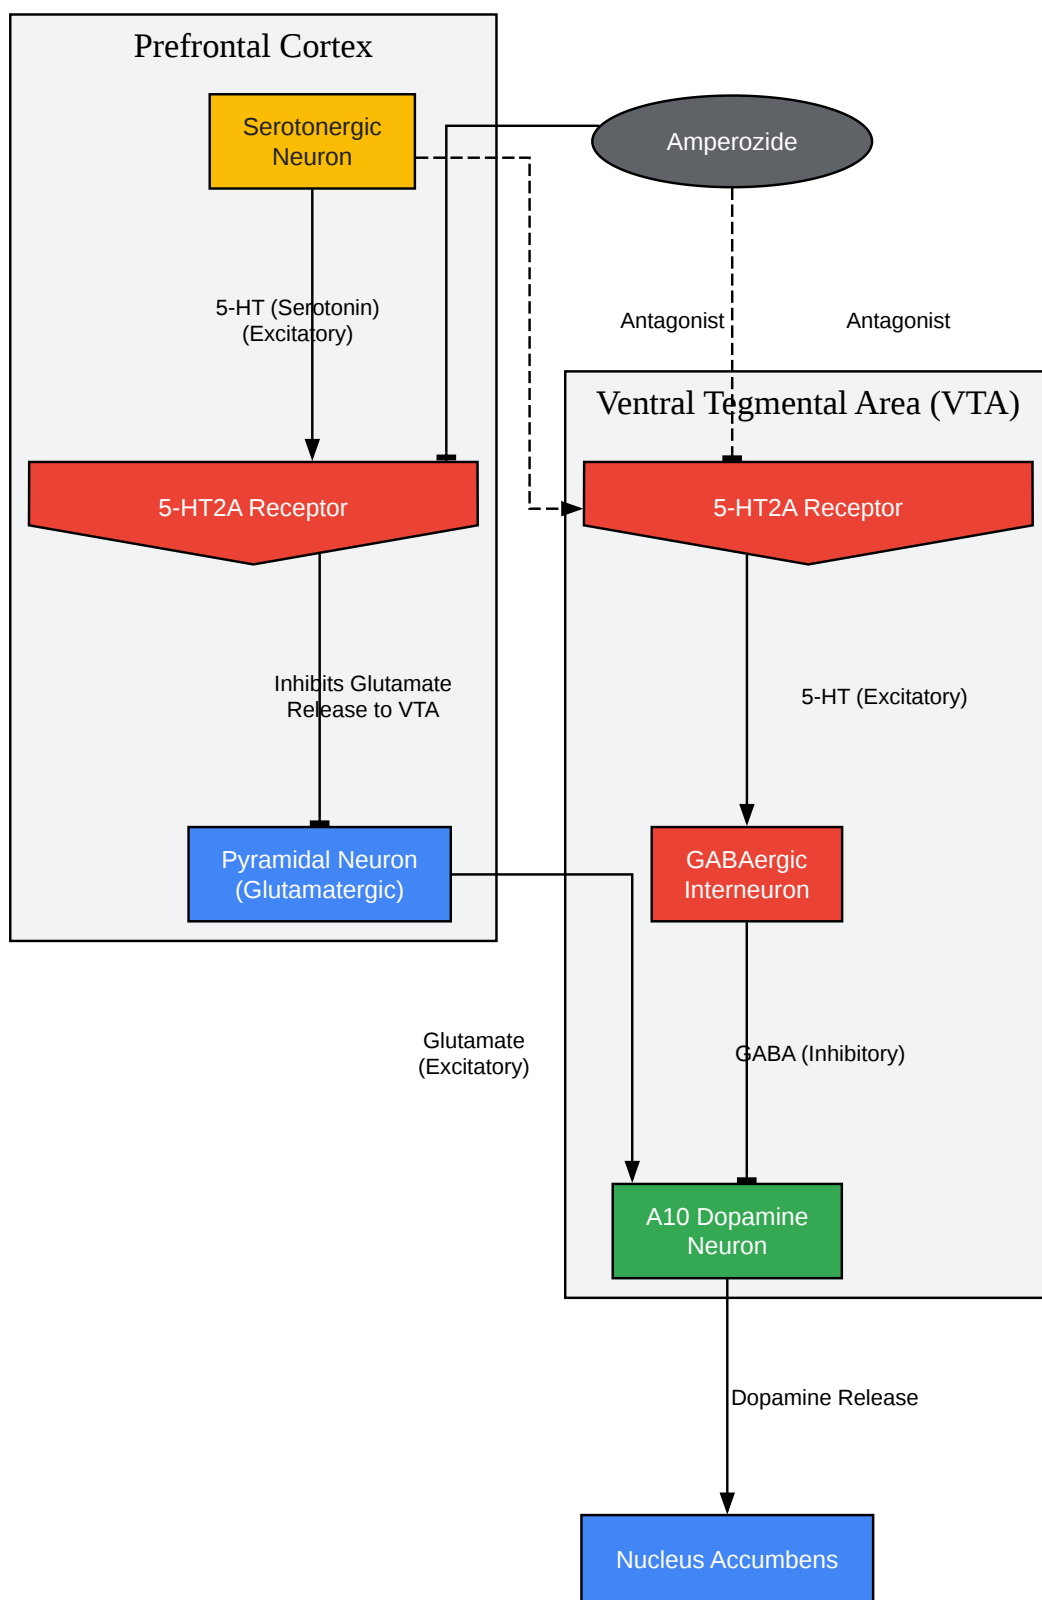 Prefrontal Cortex
Serotonergic
Neuron
Amperozide
5-HT (Serotonin)
(Excitatory)
Antagonist
Antagonist
Ventral Tegmental Area (VTA)
5-HT2A Receptor
5-HT2A Receptor
Inhibits Glutamate
Release to VTA
5-HT (Excitatory)
Pyramidal Neuron
(Glutamatergic)
GABAergic
Interneuron
Glutamate
(Excitatory)
GABA (Inhibitory)
A10 Dopamine
Neuron
Dopamine Release
Nucleus Accumbens